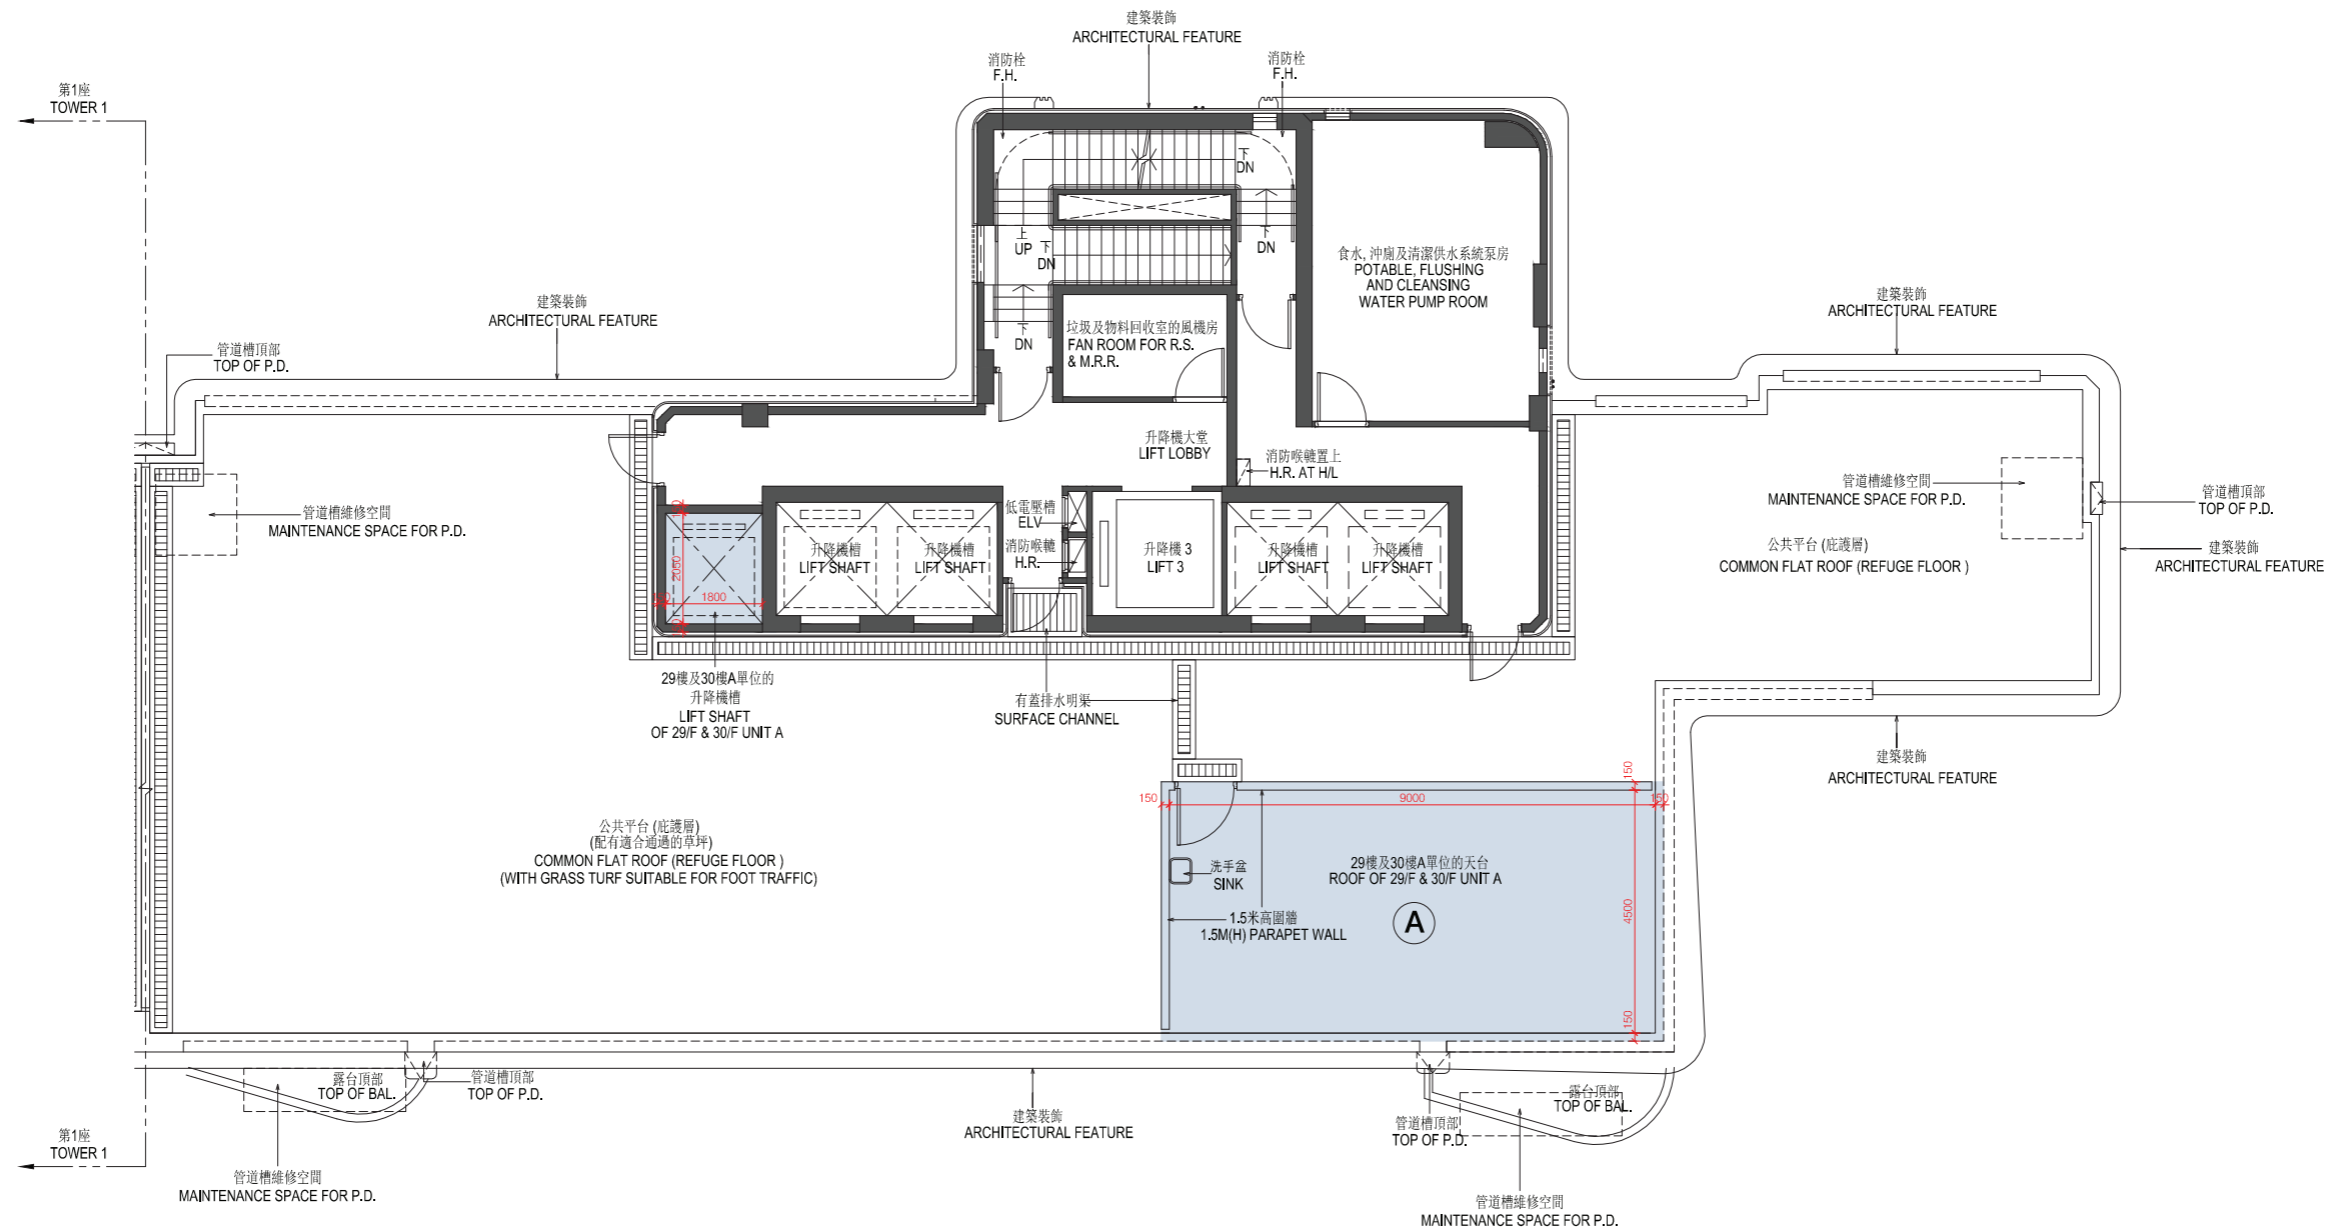 建築裝飾
ARCHITECTURAL FEATURE
消防栓
F.H.
消防栓
F.H.
第1座
TOWER 1
下
DN
上
UP
下
DN
下
DN
下
DN
食水, 沖廁及清潔供水系統泵房
POTABLE, FLUSHING
AND CLEANSING
WATER PUMP ROOM
建築裝飾
ARCHITECTURAL FEATURE
建築裝飾
ARCHITECTURAL FEATURE
垃圾及物料回收室的風機房
FAN ROOM FOR R.S.
& M.R.R.
管道槽頂部
TOP OF P.D.
升降機大堂
LIFT LOBBY
消防喉轆置上
H.R. AT H/L
管道槽維修空間
MAINTENANCE SPACE FOR P.D.
管道槽維修空間
MAINTENANCE SPACE FOR P.D.
管道槽頂部
TOP OF P.D.
低電壓槽
ELV
消防喉轆
H.R.
升降機槽
LIFT SHAFT
升降機槽
LIFT SHAFT
升降機 3
LIFT 3
升降機槽
LIFT SHAFT
升降機槽
LIFT SHAFT
公共平台 (庇護層)
COMMON FLAT ROOF (REFUGE FLOOR )
建築裝飾
ARCHITECTURAL FEATURE
150
2050
150
1800
150
29樓及30樓A單位的
升降機槽
LIFT SHAFT
OF 29/F & 30/F UNIT A
有蓋排水明渠
SURFACE CHANNEL
建築裝飾
ARCHITECTURAL FEATURE
150
150
9000
150
公共平台 (庇護層)
(配有適合通過的草坪)
COMMON FLAT ROOF (REFUGE FLOOR )
(WITH GRASS TURF SUITABLE FOR FOOT TRAFFIC)
洗手盆
SINK
29樓及30樓A單位的天台
ROOF OF 29/F & 30/F UNIT A
A
4500
1.5米高圍牆
1.5M(H) PARAPET WALL
150
露台頂部
TOP OF BAL.
管道槽頂部
TOP OF P.D.
建築裝飾
ARCHITECTURAL FEATURE
露台頂部
TOP OF BAL.
管道槽頂部
TOP OF P.D.
第1座
TOWER 1
管道槽維修空間
MAINTENANCE SPACE FOR P.D.
管道槽維修空間
MAINTENANCE SPACE FOR P.D.